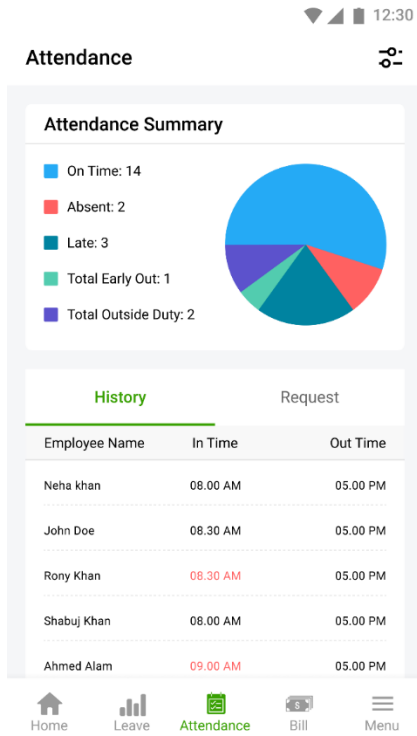 12:30
Attendance
Attendance Summary
On Time: 14
Absent: 2
Late: 3
Total Early Out: 1
Total Outside Duty: 2
History Request
Employee Name In Time Out Time
Neha khan 08.00 AM 05.00 PM
John Doe 08.30 AM 05.00 PM
Rony Khan 08.30 AM 05.00 PM
Shabuj Khan 08.00 AM 05.00 PM
Ahmed Alam 09.00 AM 05.00 PM
Home Leave Attendance Bill Menu